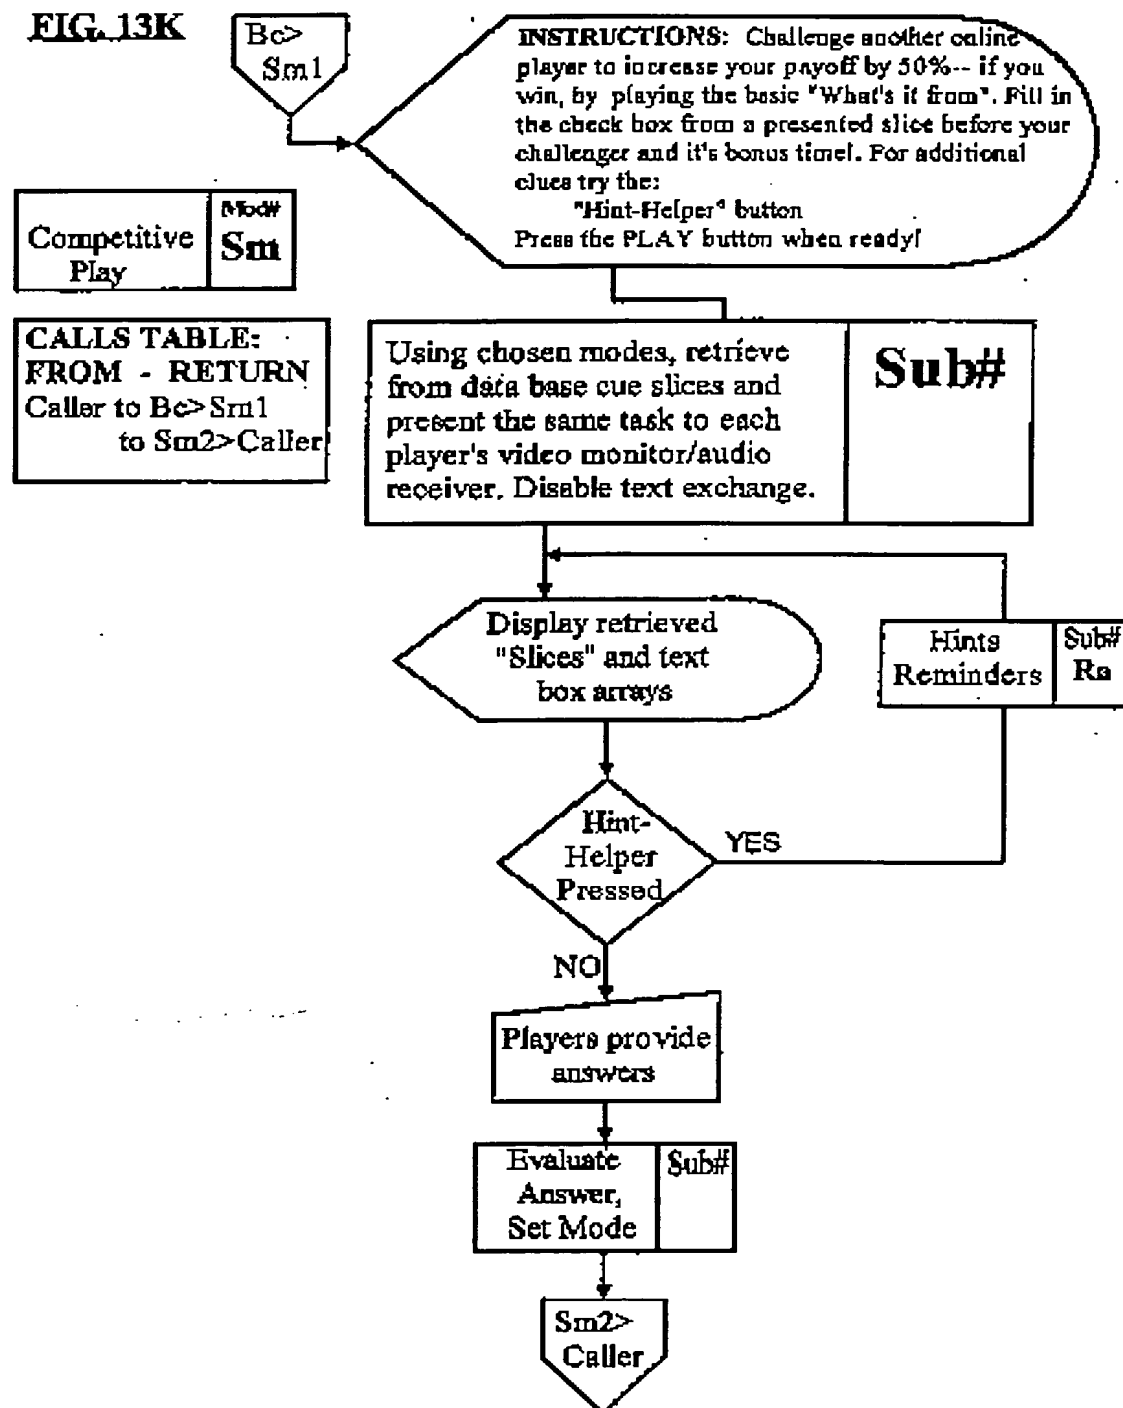 FIG. 13K
Bc>
Sm1
INSTRUCTIONS: Challenge another online
player to increase your payoff by 50%-- if you
win, by playing the basic "What's it from". Fill in
the check box from a presented slice before your
challenger and it's bonus time!. For additional
clues try the:
"Hint-Helper" button
Press the PLAY button when ready!
Competitive
Play
Mod#
Sm
CALLS TABLE:
FROM - RETURN
Caller to Bc>Sm1
to Sm2>Caller
Using chosen modes, retrieve
from data base cue slices and
present the same task to each
player's video monitor/audio
receiver. Disable text exchange.
Sub#
Display retrieved
"Slices" and text
box arrays
Hints
Reminders
Sub#
Ra
Hint-
Helper
Pressed
YES
NO
Players provide
answers
Evaluate
Answer,
Set Mode
Sub#
Sm2>
Caller